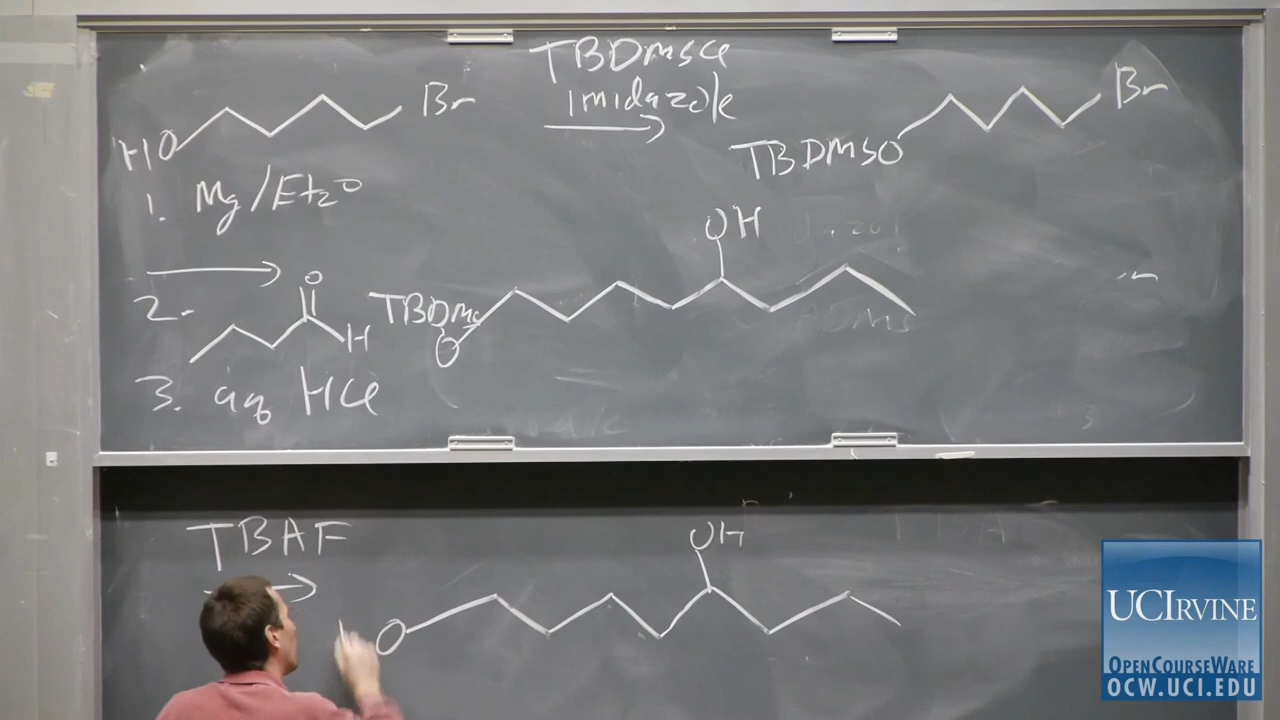 TBDMSCl
imidazole
HO Br
TBDMSO Br
1. Mg/Et2O
OH
2.
O
H
TBDMS
O
3. aq HCl
TBAF
OH
O
UCIRVINE
OPENCOURSEWARE
OCW.UCI.EDU